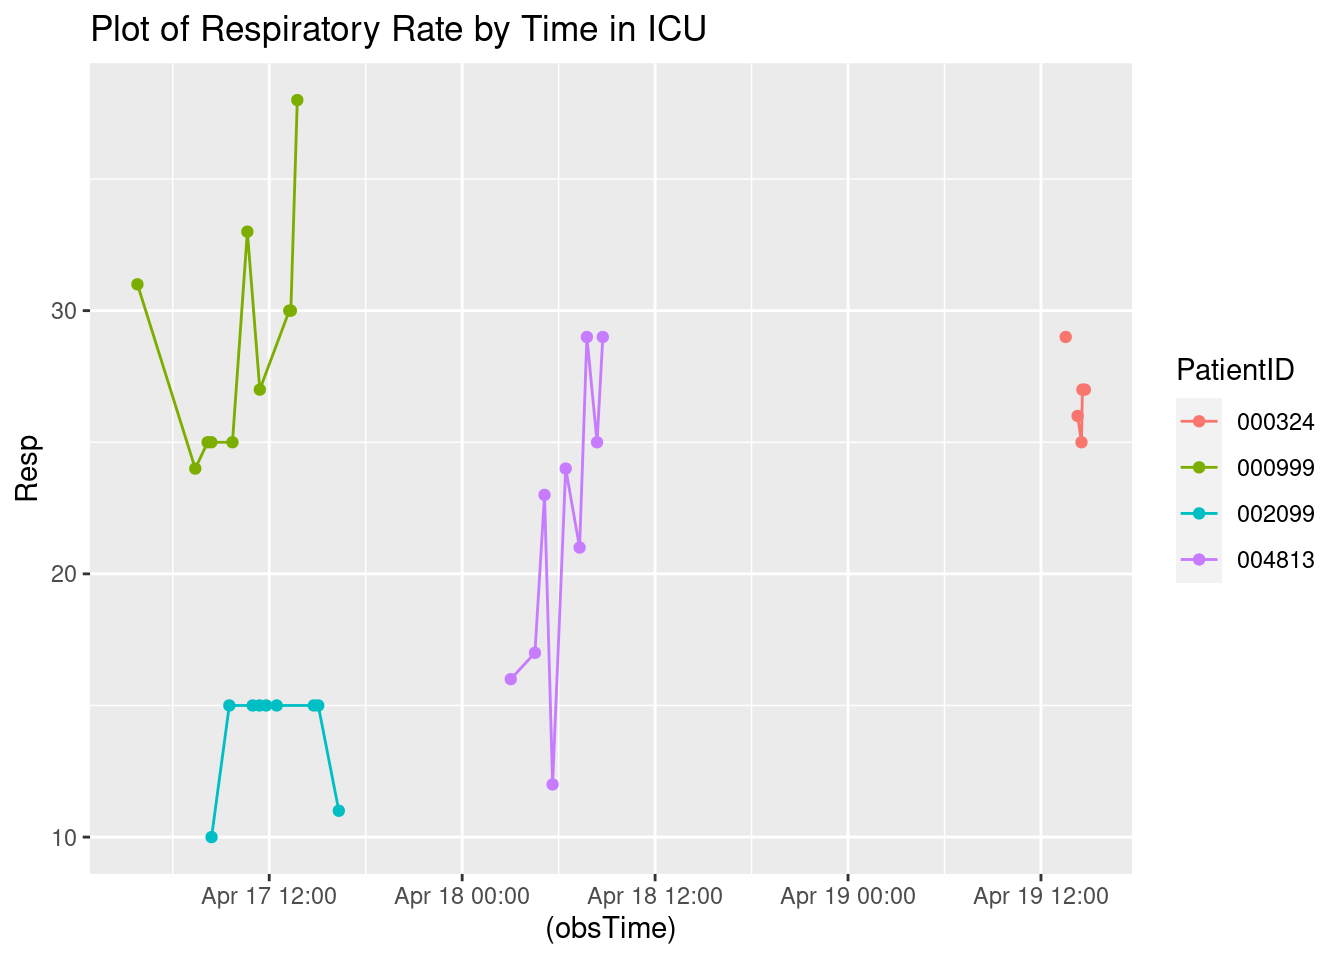 Plot of Respiratory Rate by Time in ICU
Resp
30
20
10
Apr 17 12:00
Apr 18 00:00
Apr 18 12:00
Apr 19 00:00
Apr 19 12:00
(obsTime)
PatientID
000324
000999
002099
004813